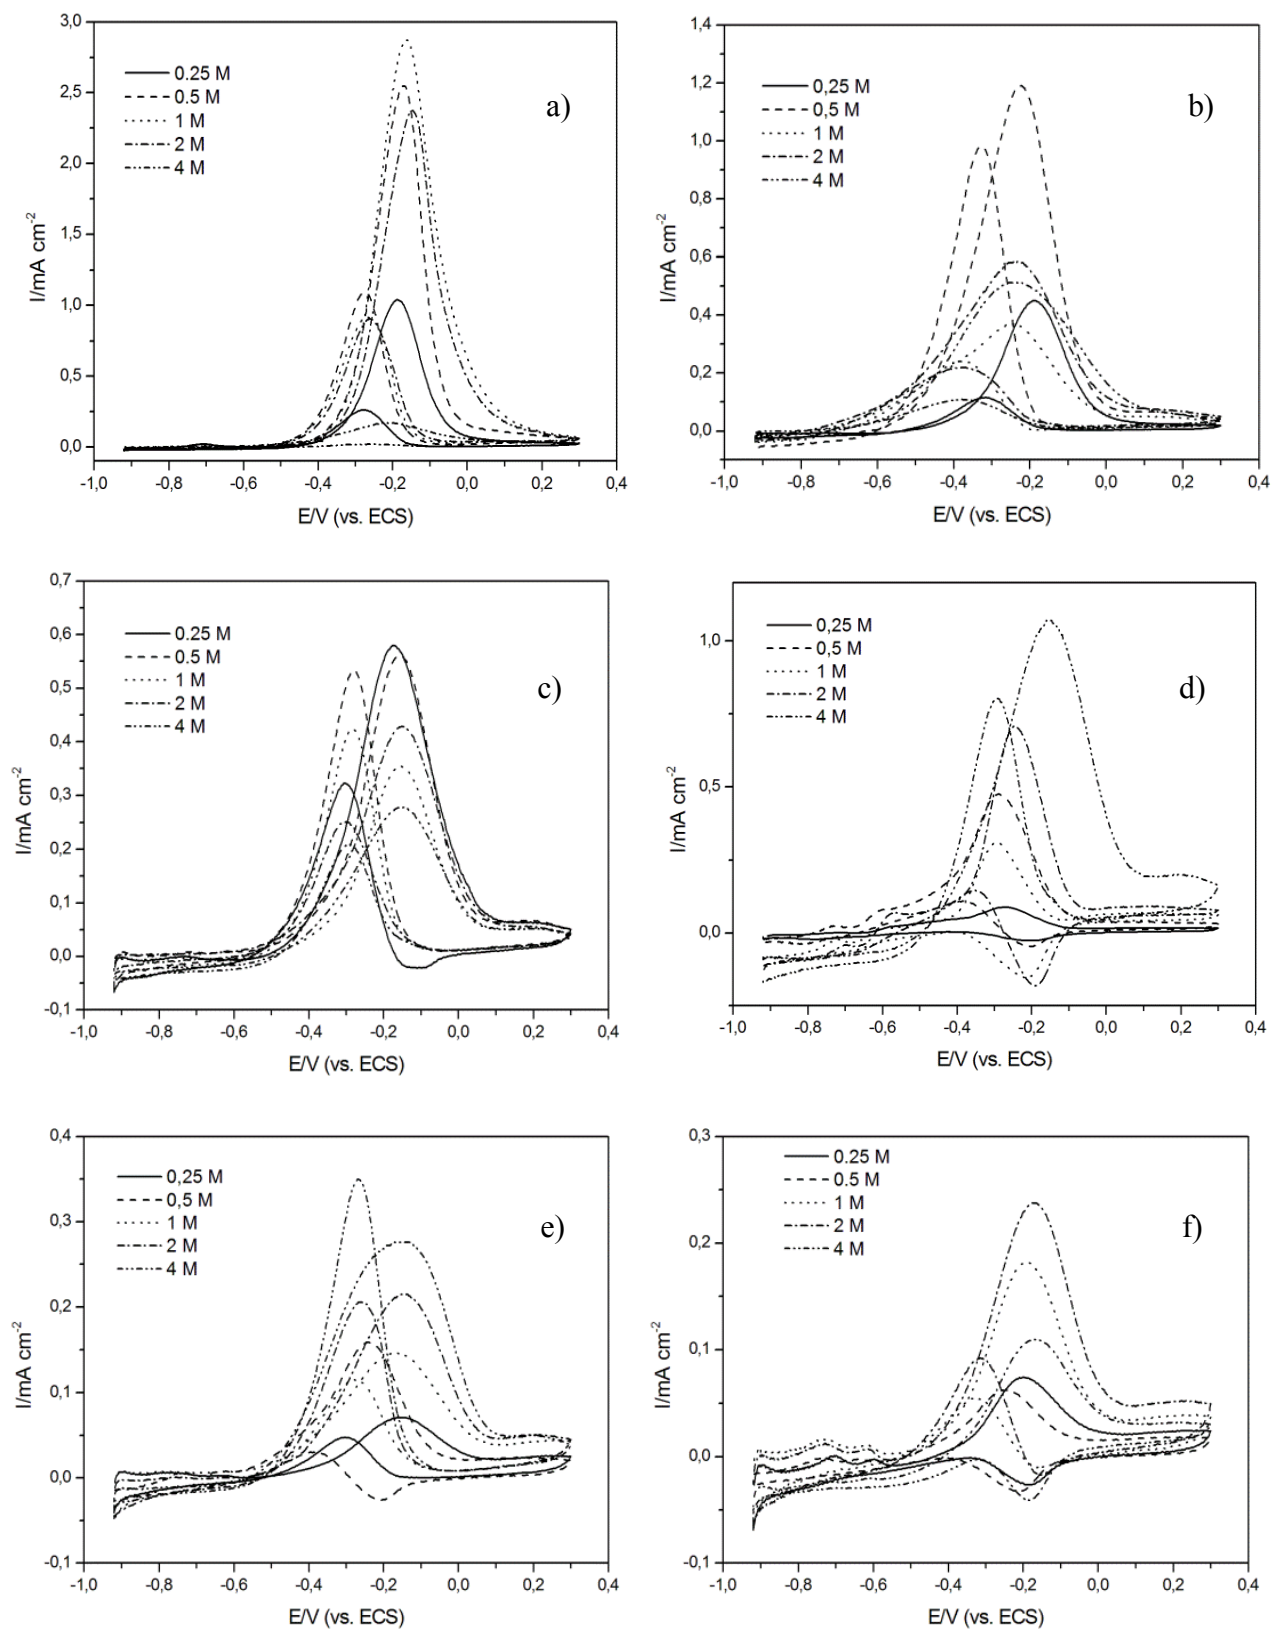 3,0
2,5
2,0
1,5
1,0
0,5
0,0
I/mA cm-2
0.25 M
0.5 M
1 M
2 M
4 M
a)
-1,0 -0,8 -0,6 -0,4 -0,2 0,0 0,2 0,4
E/V (vs. ECS)
1,4
1,2
1,0
0,8
0,6
0,4
0,2
0,0
I/mA cm-2
0,25 M
0,5 M
1 M
2 M
4 M
b)
-1,0 -0,8 -0,6 -0,4 -0,2 0,0 0,2 0,4
E/V (vs. ECS)
0,7
0,6
0,5
0,4
0,3
0,2
0,1
0,0
-0,1
I/mA cm-2
0.25 M
0.5 M
1 M
2 M
4 M
c)
-1,0 -0,8 -0,6 -0,4 -0,2 0,0 0,2 0,4
E/V (vs. ECS)
1,0
0,5
0,0
I/mA cm-2
0,25 M
0,5 M
1 M
2 M
4 M
d)
-1,0 -0,8 -0,6 -0,4 -0,2 0,0 0,2 0,4
E/V (vs. ECS)
0,4
0,3
0,2
0,1
0,0
-0,1
I/mA cm-2
0,25 M
0,5 M
1 M
2 M
4 M
e)
-1,0 -0,8 -0,6 -0,4 -0,2 0,0 0,2 0,4
E/V (vs. ECS)
0,3
0,2
0,1
0,0
-0,1
I/mA cm-2
0.25 M
0.5 M
1 M
2 M
4 M
f)
-1,0 -0,8 -0,6 -0,4 -0,2 0,0 0,2 0,4
E/V (vs. ECS)